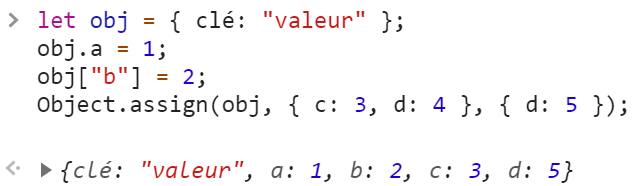 let obj = { clé: "valeur" };
obj.a = 1;
obj["b"] = 2;
Object.assign(obj, { c: 3, d: 4 }, { d: 5 });
{clé: "valeur", a: 1, b: 2, c: 3, d: 5}